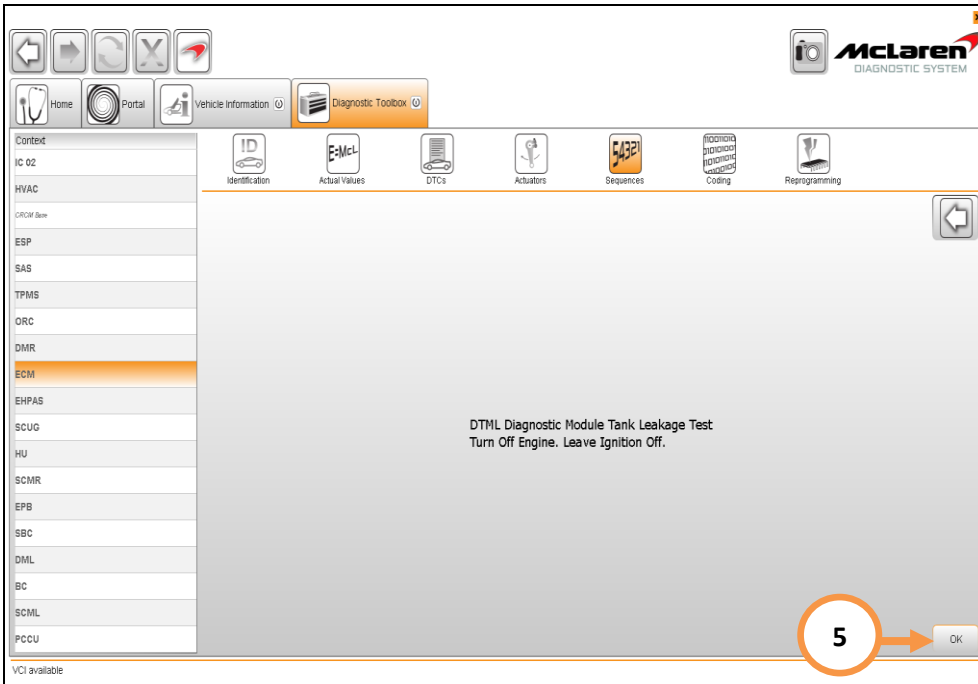 McLaren
DIAGNOSTIC SYSTEM
Home
Portal
Vehicle Information
Diagnostic Toolbox
Context
IC 02
HVAC
CRCM Base
ESP
SAS
TPMS
ORC
DMR
ECM
EHPAS
SCUG
HU
SCMR
EPB
SBC
DML
BC
SCML
PCCU
ID
Identification
E=McL
Actual Values
DTCs
Actuators
54321
Sequences
Coding
Reprogramming
DTML Diagnostic Module Tank Leakage Test
Turn Off Engine. Leave Ignition Off.
5
OK
VCI available